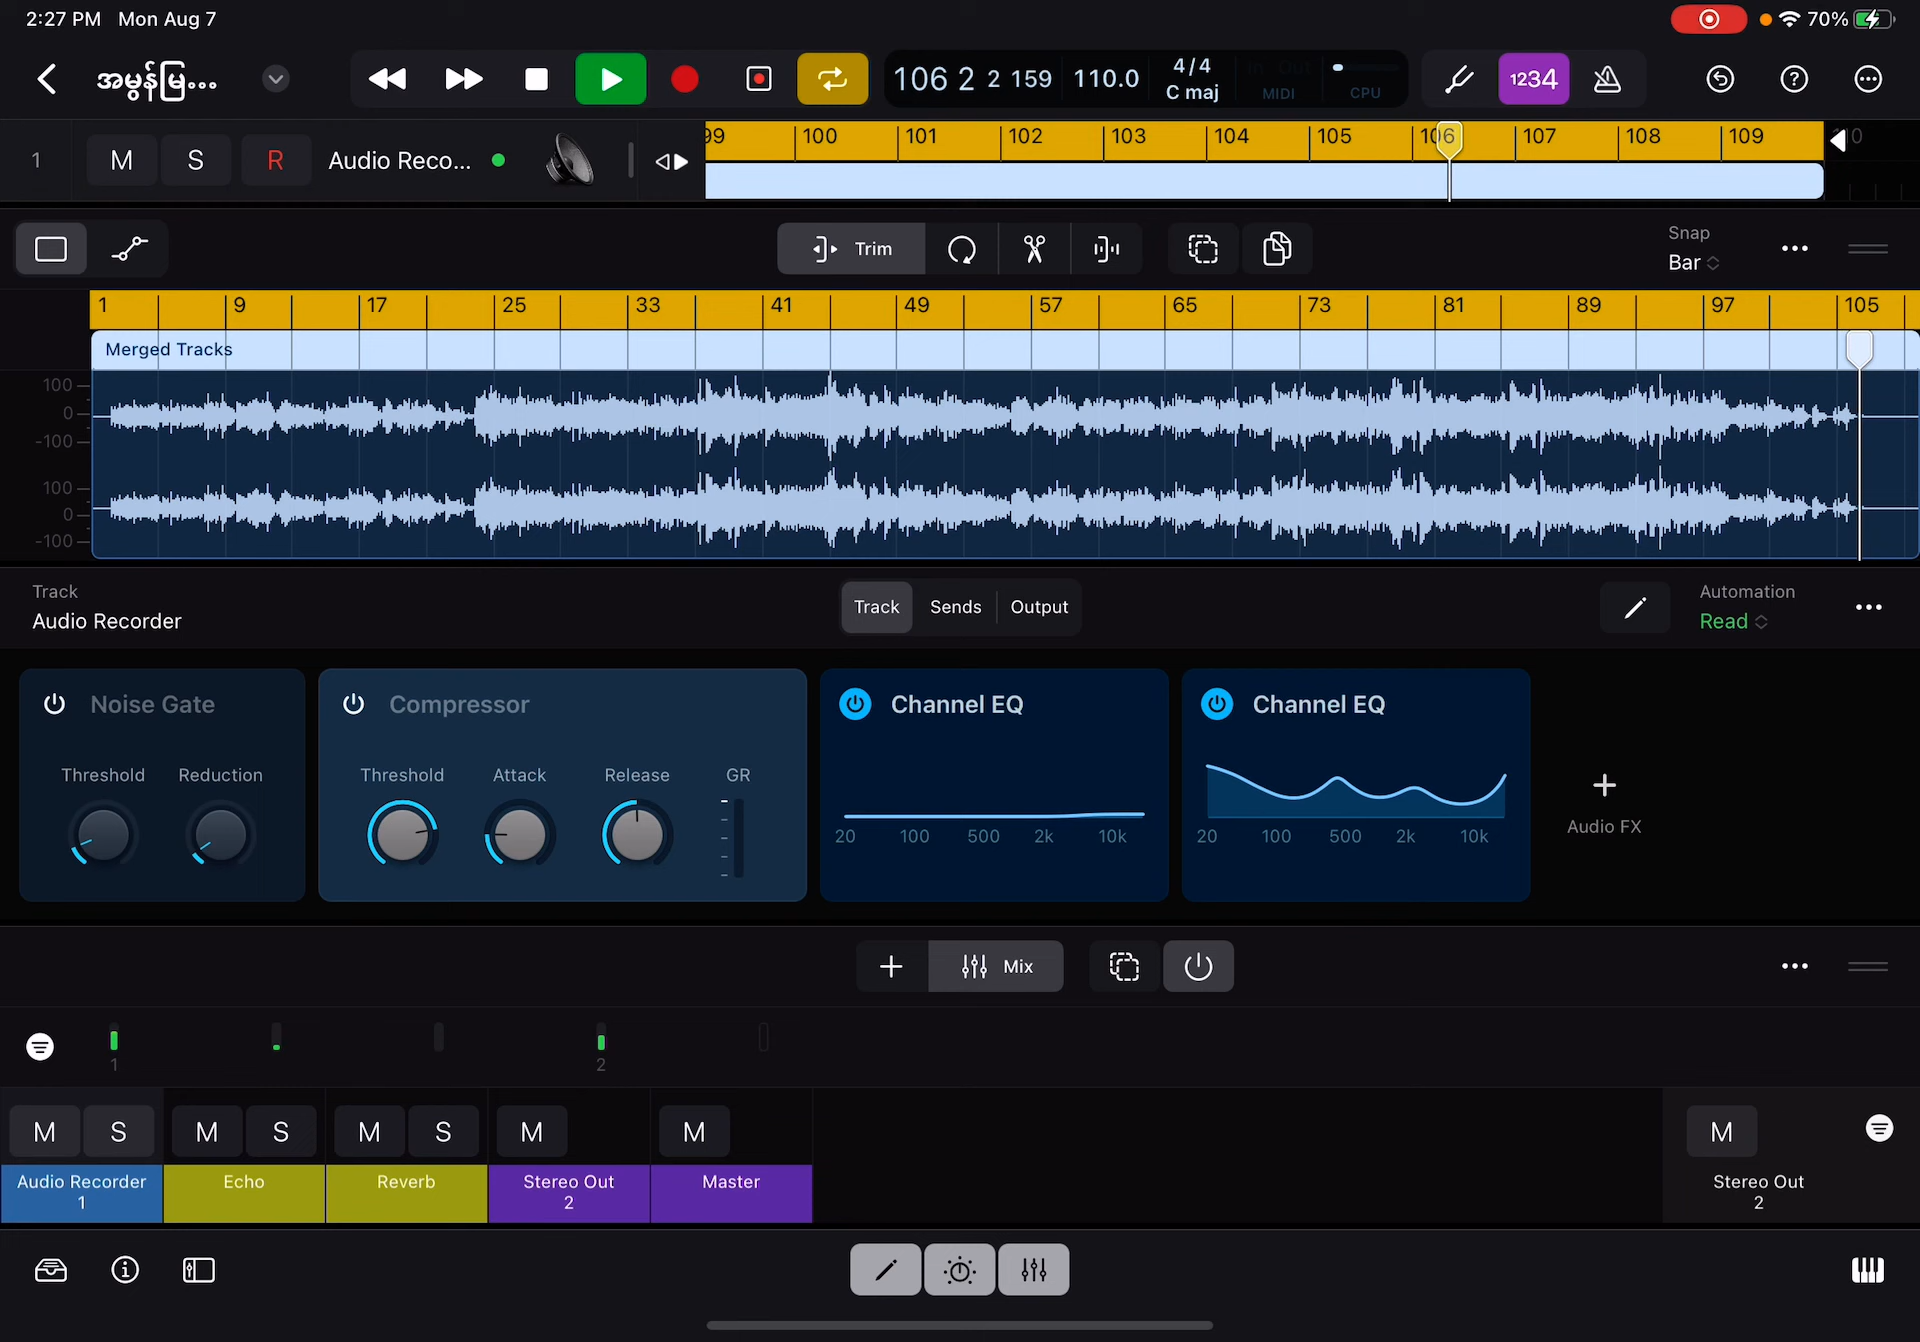 2:27 PM Mon Aug 7
70%
အမွန်မြ...
106 2 2 159 110.0 4/4 C maj In Out MIDI CPU
1234
1 M S R Audio Reco...
99 100 101 102 103 104 105 106 107 108 109
Trim
Snap
Bar
1 9 17 25 33 41 49 57 65 73 81 89 97 105
Merged Tracks
100
0
-100
100
0
-100
Track
Audio Recorder
Track Sends Output
Automation
Read
Noise Gate
Threshold Reduction
Compressor
Threshold Attack Release GR
Channel EQ
20 100 500 2k 10k
Channel EQ
20 100 500 2k 10k
Audio FX
Mix
1 2
M S M S M S M M M
Audio Recorder
1
Echo
Reverb
Stereo Out
2
Master
Stereo Out
2